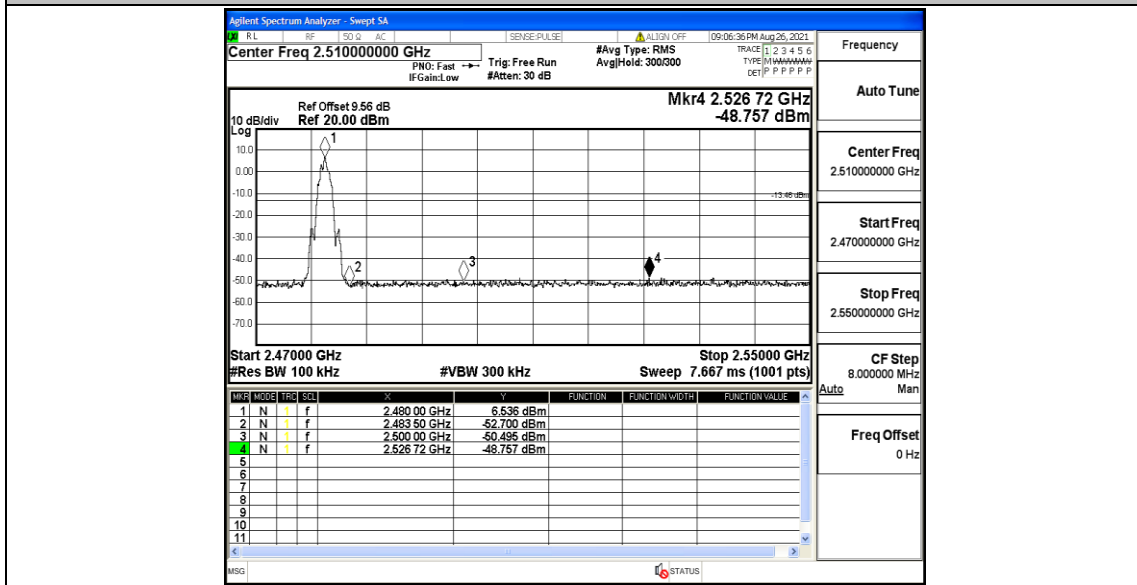 Agilent Spectrum Analyzer - Swept SA
RL RF 50 Ω AC SENSE:PULSE ALIGN OFF 09:06:36 PM Aug 26, 2021
Center Freq 2.510000000 GHz
PNO: Fast
IFGain:Low
Trig: Free Run
#Atten: 30 dB
#Avg Type: RMS
Avg|Hold: 300/300
TRACE 1 2 3 4 5 6
TYPE M
DET P P P P P P
Mkr4 2.526 72 GHz
-48.757 dBm
Ref Offset 9.56 dB
10 dB/div Ref 20.00 dBm
Log
10.0
0.00
-10.0
-20.0
-30.0
-40.0
-50.0
-60.0
-70.0
1
2
3
4
-13.46 dBm
Start 2.47000 GHz Stop 2.55000 GHz
#Res BW 100 kHz #VBW 300 kHz Sweep 7.667 ms (1001 pts)
MKR MODE TRC SCL X Y FUNCTION FUNCTION WIDTH FUNCTION VALUE
1 N 1 f 2.480 00 GHz 6.536 dBm
2 N 1 f 2.483 50 GHz -52.700 dBm
3 N 1 f 2.500 00 GHz -50.495 dBm
4 N 1 f 2.526 72 GHz -48.757 dBm
5
6
7
8
9
10
11
MSG STATUS
Frequency
Auto Tune
Center Freq
2.510000000 GHz
Start Freq
2.470000000 GHz
Stop Freq
2.550000000 GHz
CF Step
8.000000 MHz
Auto Man
Freq Offset
0 Hz